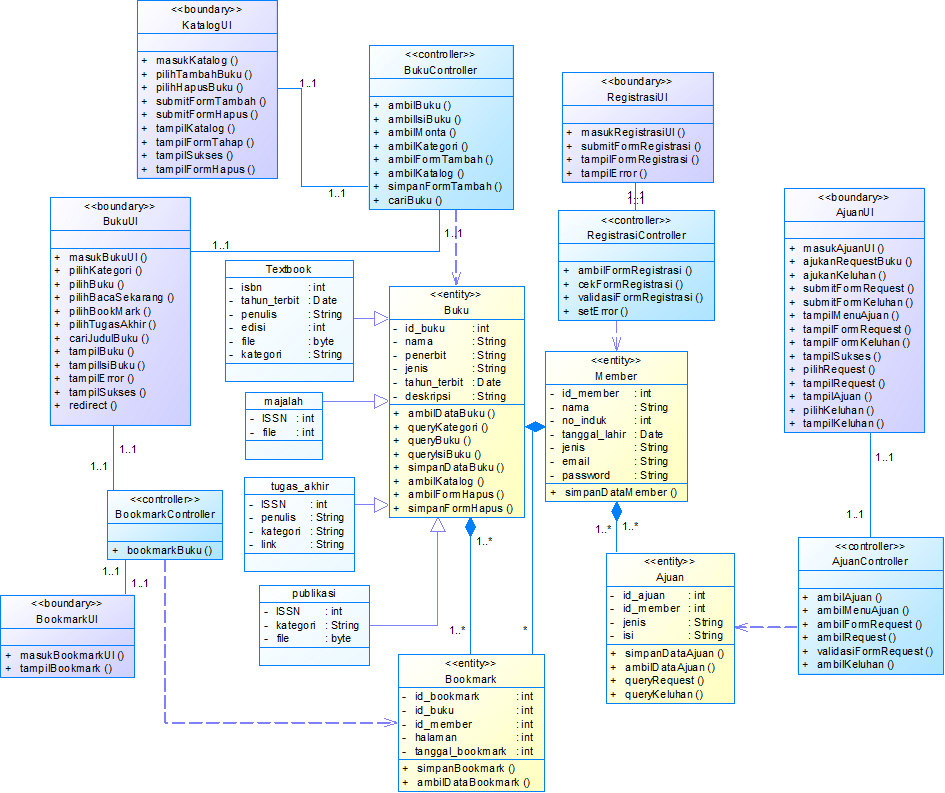 <<boundary>>
KatalogUI
+ masukKatalog ()
+ pilihTambahBuku ()
+ pilihHapusBuku ()
+ submitFormTambah ()
+ submitFormHapus ()
+ tampilKatalog ()
+ tampilFormTahap ()
+ tampilSukses ()
+ tampilFormHapus ()
1..1
1..1
<<controller>>
BukuController
+ ambilBuku ()
+ ambilIsiBuku ()
+ ambilMonta ()
+ ambilKategori ()
+ ambilFormTambah ()
+ ambilKatalog ()
+ simpanFormTambah ()
+ cariBuku ()
1..1
1..1
<<boundary>>
RegistrasiUI
+ masukRegistrasiUI ()
+ submitFormRegistrasi ()
+ tampilFormRegistrasi ()
+ tampilError ()
1..1
1..1
<<controller>>
RegistrasiController
+ ambilFormRegistrasi ()
+ cekFormRegistrasi ()
+ validasiFormRegistrasi ()
+ setError ()
<<boundary>>
AjuanUI
+ masukAjuanUI ()
+ ajukanRequestBuku ()
+ ajukanKeluhan ()
+ submitFormRequest ()
+ submitFormKeluhan ()
+ tampilMenuAjuan ()
+ tampilFormRequest ()
+ tampilFormKeluhan ()
+ tampilSukses ()
+ pilihRequest ()
+ tampilRequest ()
+ tampilAjuan ()
+ pilihKeluhan ()
+ tampilKeluhan ()
1..1
1..1
<<boundary>>
BukuUI
+ masukBukuUI ()
+ pilihKategori ()
+ pilihBuku ()
+ pilihBacaSekarang ()
+ pilihBookMark ()
+ pilihTugasAkhir ()
+ cariJudulBuku ()
+ tampilBuku ()
+ tampilIsiBuku ()
+ tampilError ()
+ tampilSukses ()
+ redirect ()
1..1
1..1
Textbook
- isbn : int
- tahun_terbit : Date
- penulis : String
- edisi : int
- file : byte
- kategori : String
majalah
- ISSN : int
- file : int
tugas_akhir
- ISSN : int
- penulis : String
- kategori : String
- link : String
publikasi
- ISSN : int
- kategori : String
- file : byte
<<entity>>
Buku
- id_buku : int
- nama : String
- penerbit : String
- jenis : String
- tahun_terbit : Date
- deskripsi : String
+ ambilDataBuku ()
+ queryKategori ()
+ queryBuku ()
+ queryIsiBuku ()
+ simpanDataBuku ()
+ ambilKatalog ()
+ ambilFormHapus ()
+ simpanFormHapus ()
1..*
1..*
*
<<entity>>
Member
- id_member : int
- nama : String
- no_induk : int
- tanggal_lahir : Date
- jenis : String
- email : String
- password : String
+ simpanDataMember ()
1..*
1..*
<<controller>>
BookmarkController
+ bookmarkBuku ()
1..1
1..1
<<boundary>>
BookmarkUI
+ masukBookmarkUI ()
+ tampilBookmark ()
<<entity>>
Ajuan
- id_ajuan : int
- id_member : int
- jenis : String
- isi : String
+ simpanDataAjuan ()
+ ambilDataAjuan ()
+ queryRequest ()
+ queryKeluhan ()
<<controller>>
AjuanController
+ ambilAjuan ()
+ ambilMenuAjuan ()
+ ambilFormRequest ()
+ ambilRequest ()
+ validasiFormRequest ()
+ ambilKeluhan ()
<<entity>>
Bookmark
- id_bookmark : int
- id_buku : int
- id_member : int
- halaman : int
- tanggal_bookmark : int
+ simpanBookmark ()
+ ambilDataBookmark ()